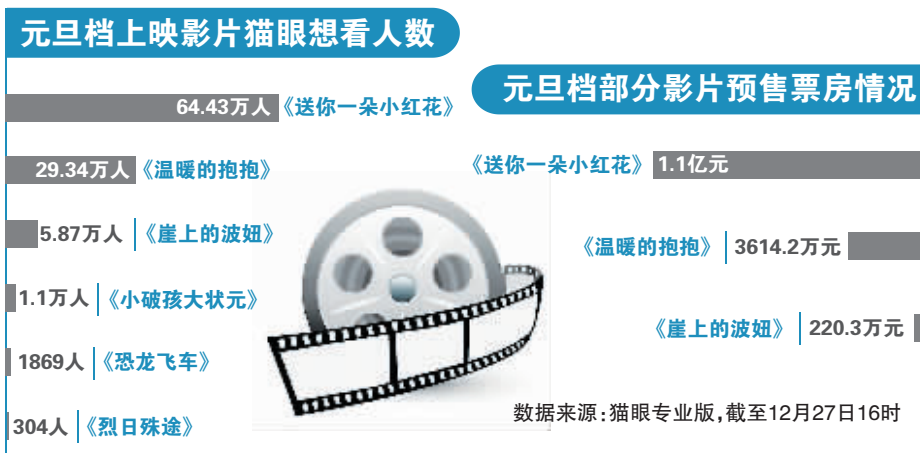 元旦档上映影片猫眼想看人数
64.43万人《送你一朵小红花》
29.34万人《温暖的抱抱》
5.87万人《崖上的波妞》
1.1万人《小破孩大状元》
1869人《恐龙飞车》
304人《烈日殊途》
元旦档部分影片预售票房情况
《送你一朵小红花》1.1亿元
《温暖的抱抱》3614.2万元
《崖上的波妞》220.3万元
数据来源:猫眼专业版,截至12月27日16时